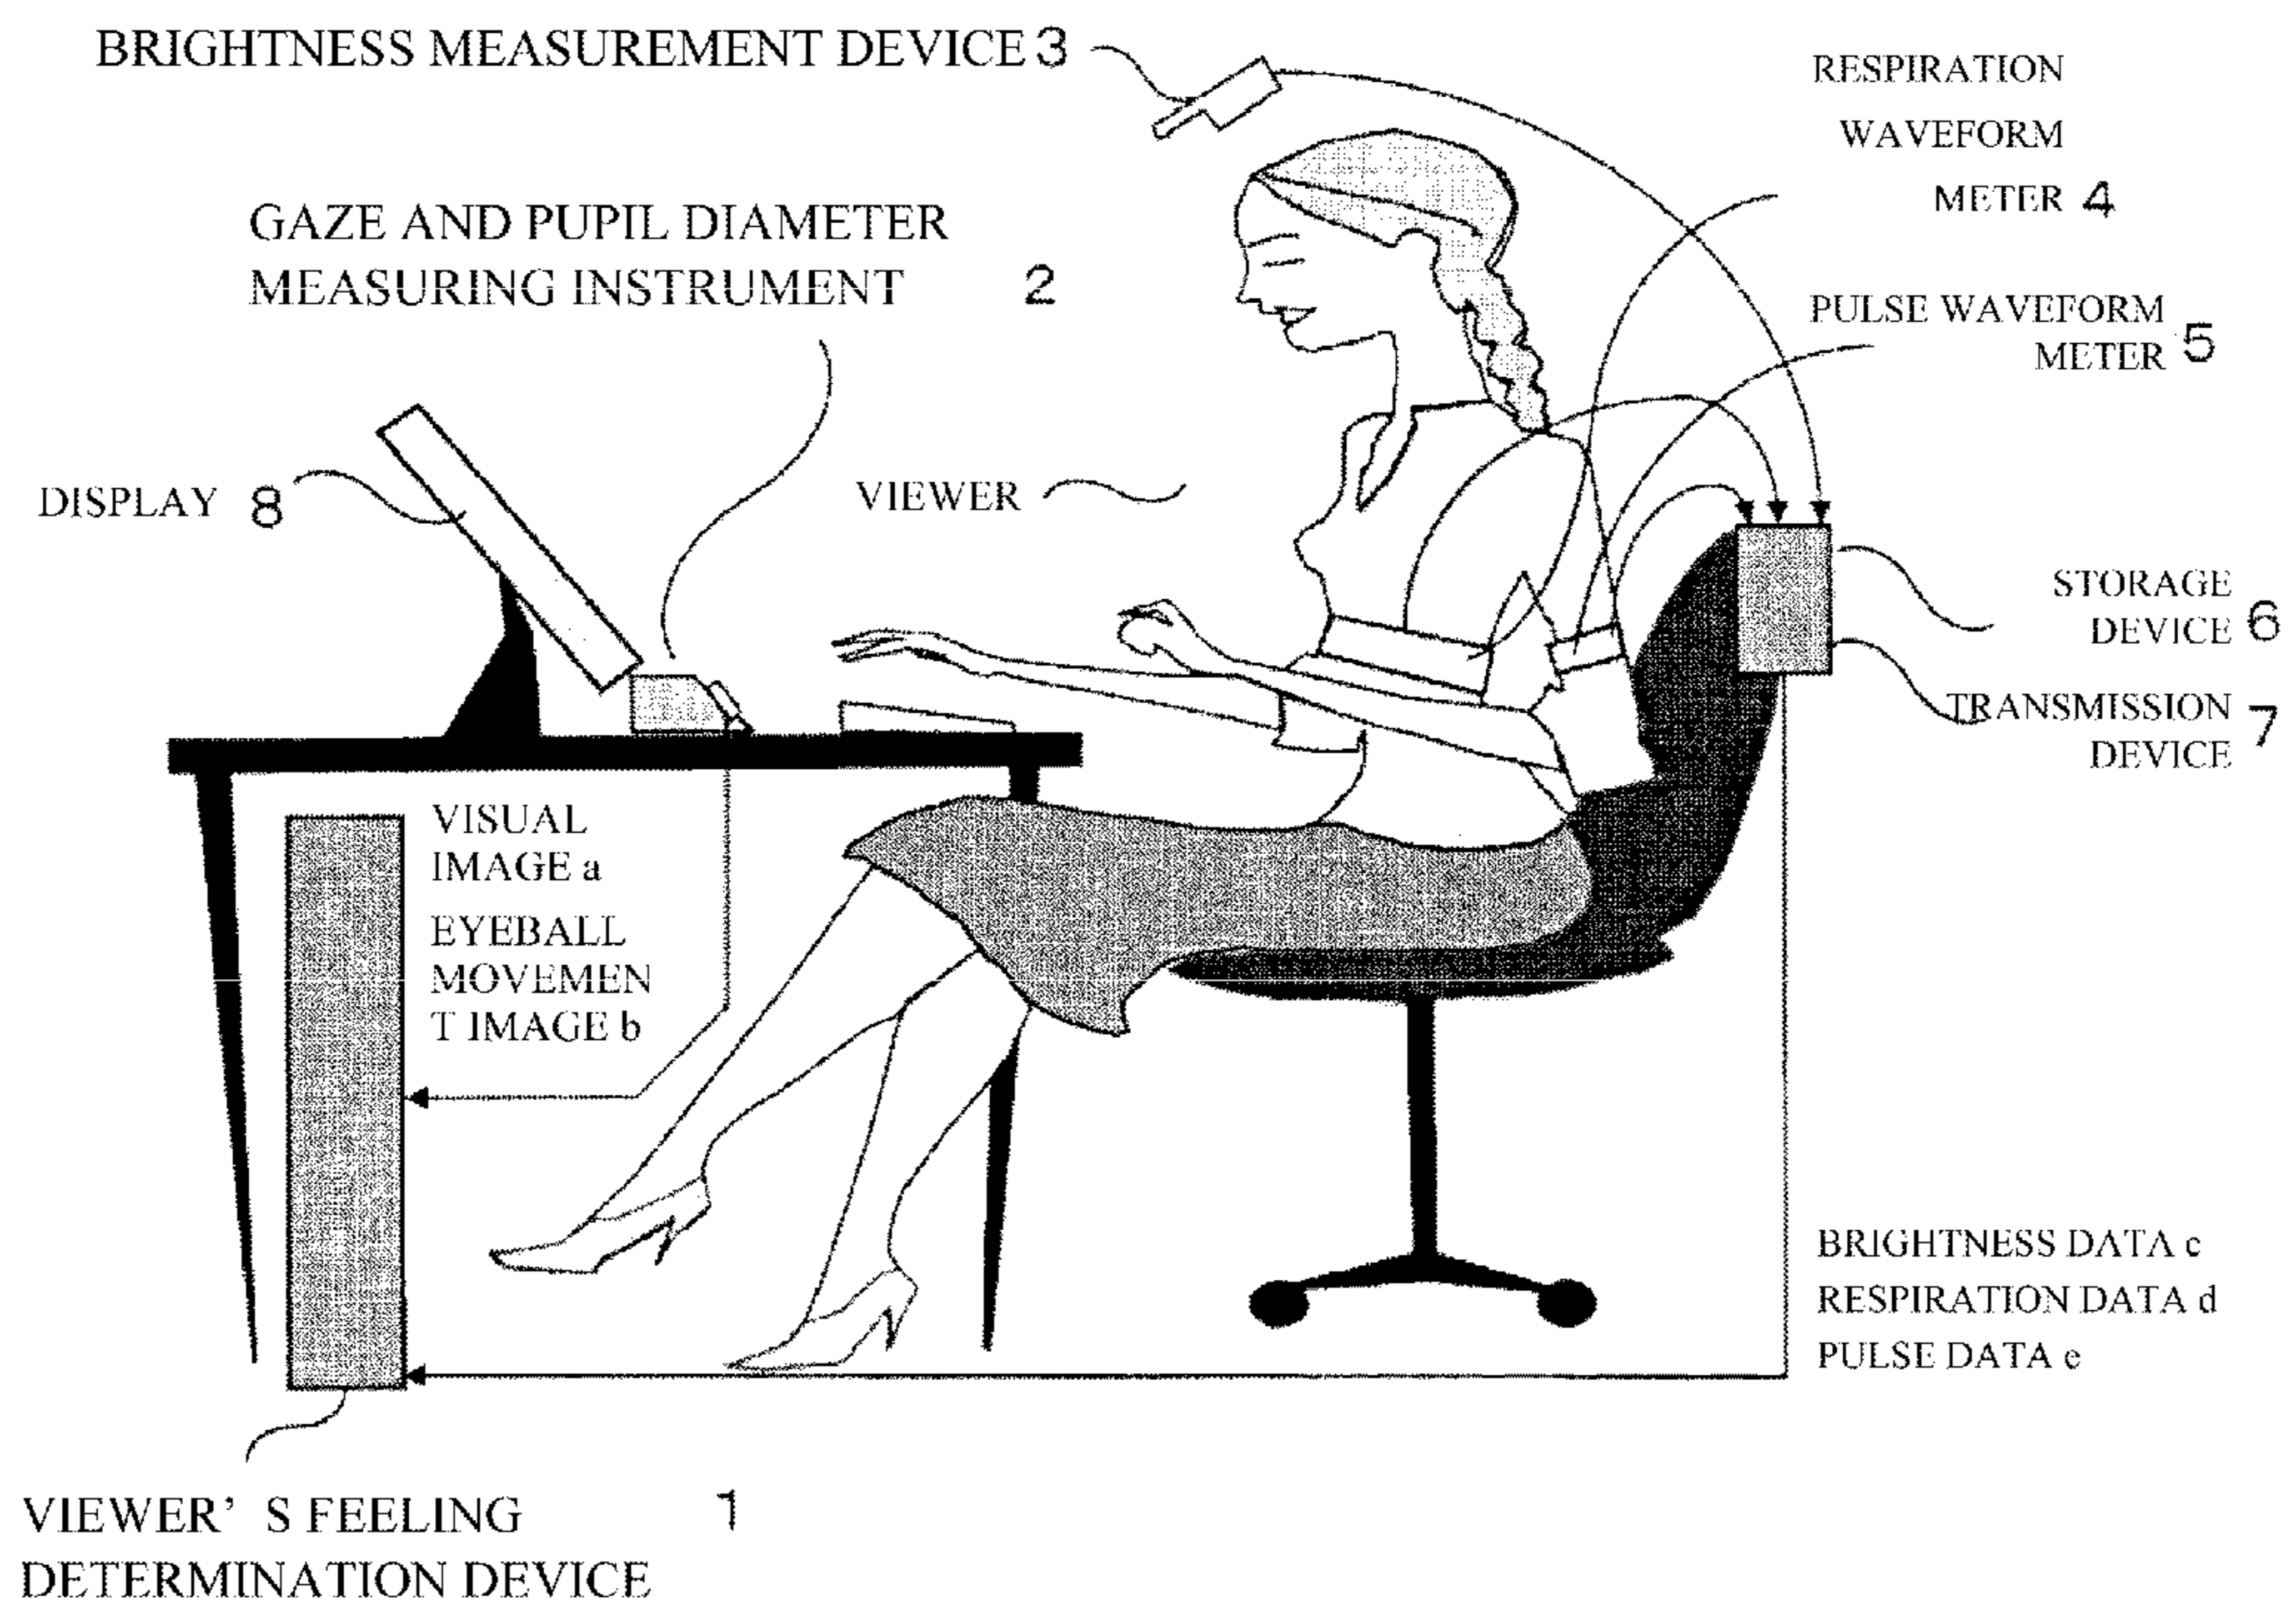 BRIGHTNESS MEASUREMENT DEVICE 3
RESPIRATION
WAVEFORM
METER 4
GAZE AND PUPIL DIAMETER
MEASURING INSTRUMENT 2
PULSE WAVEFORM
METER 5
DISPLAY 8
VIEWER
STORAGE
DEVICE 6
TRANSMISSION
DEVICE 7
VISUAL
IMAGE a
EYEBALL
MOVEMEN
T IMAGE b
BRIGHTNESS DATA c
RESPIRATION DATA d
PULSE DATA e
VIEWER' S FEELING
DETERMINATION DEVICE 1